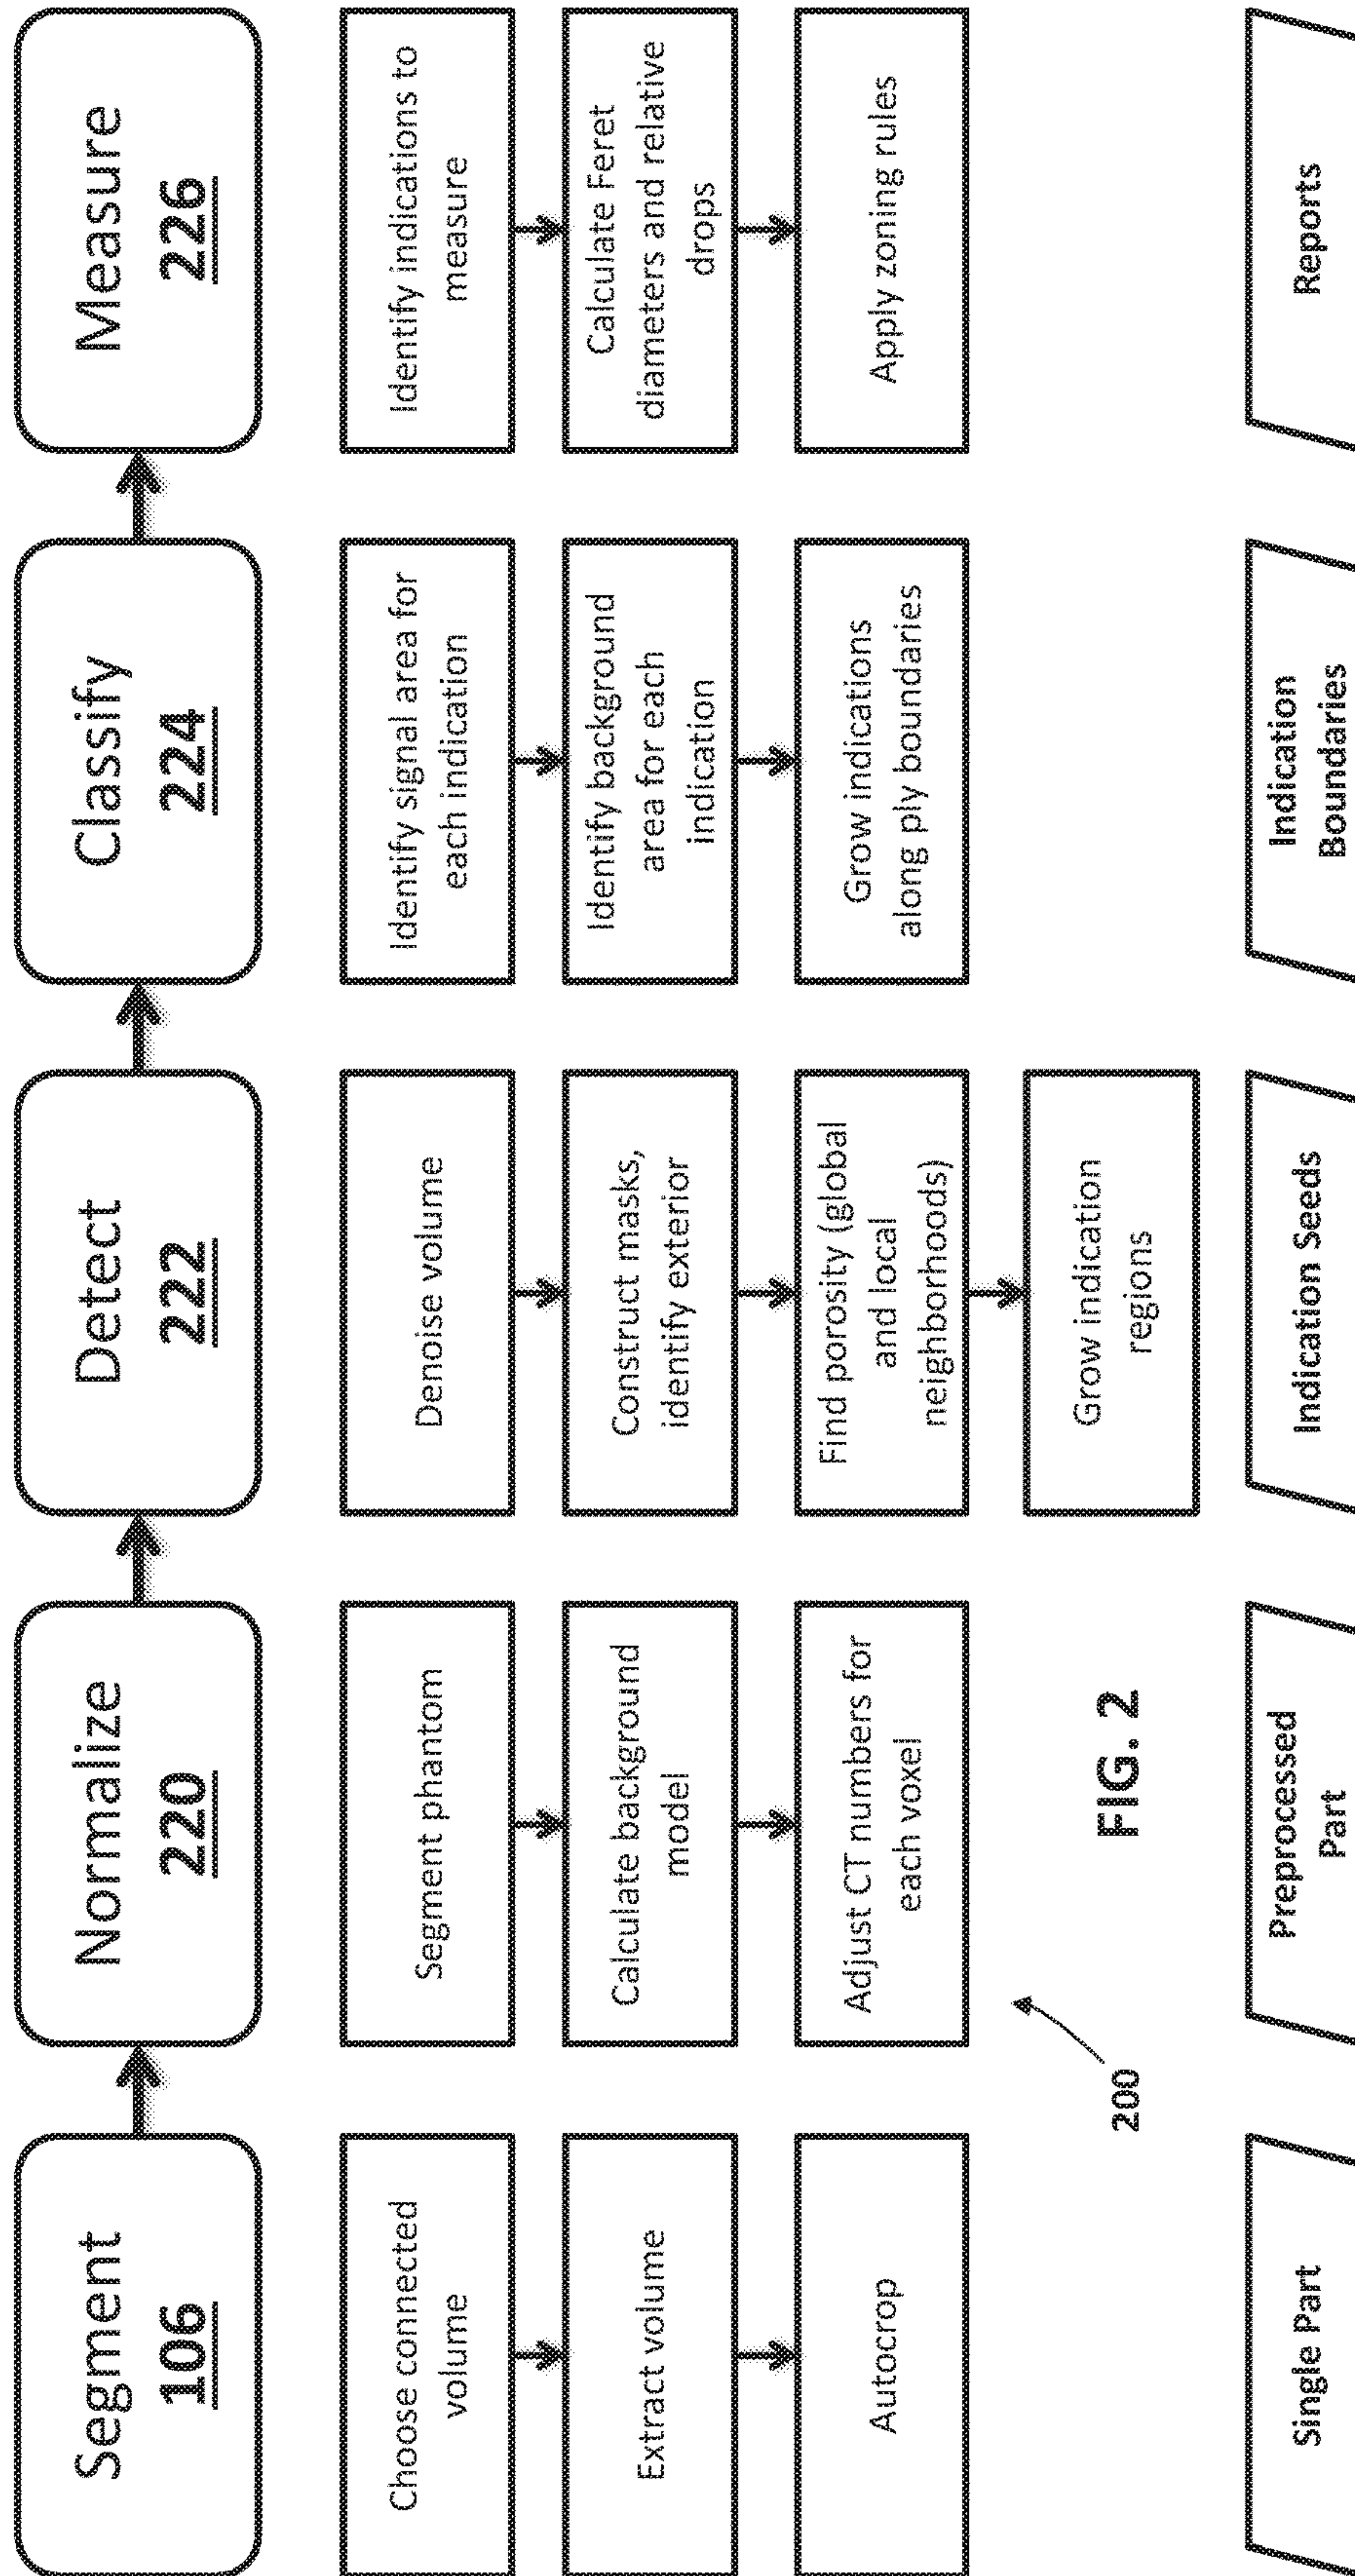 Segment
106
Normalize
220
Detect
222
Classify
224
Measure
226
Choose connected
volume
Extract volume
Autocrop
Segment phantom
Calculate background
model
Adjust CT numbers for
each voxel
Denoise volume
Construct masks,
identify exterior
Find porosity (global
and local
neighborhoods)
Grow indication
regions
Identify signal area for
each indication
Identify background
area for each
indication
Grow indications
along ply boundaries
Identify indications to
measure
Calculate Feret
diameters and relative
drops
Apply zoning rules
200
FIG. 2
Single Part
Preprocessed
Part
Indication Seeds
Indication
Boundaries
Reports